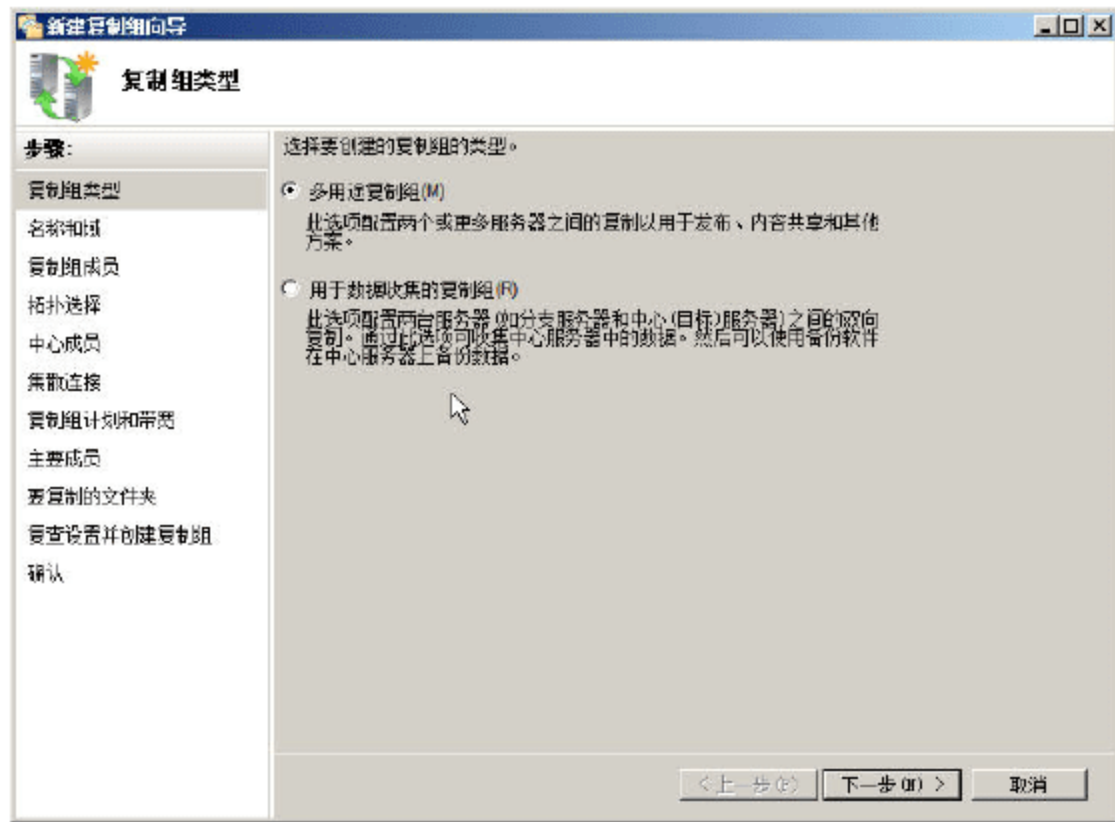 新建复制组向导
复制组类型
步骤:
选择要创建的复制组的类型。
复制组类型
名称和域
复制组成员
拓扑选择
中心成员
集散连接
复制组计划和带宽
主要成员
要复制的文件夹
复查设置并创建复制组
确认
多用途复制组(M)
此选项配置两个或更多服务器之间的复制以用于发布、内容共享和其他
方案。
用于数据收集的复制组(R)
此选项配置两台服务器(如分支服务器和中心(目标)服务器)之间的双向
复制。通过此选项可收集中心服务器中的数据。然后可以使用备份软件
在中心服务器上备份数据。
<上一步(P)
下一步(N) >
取消